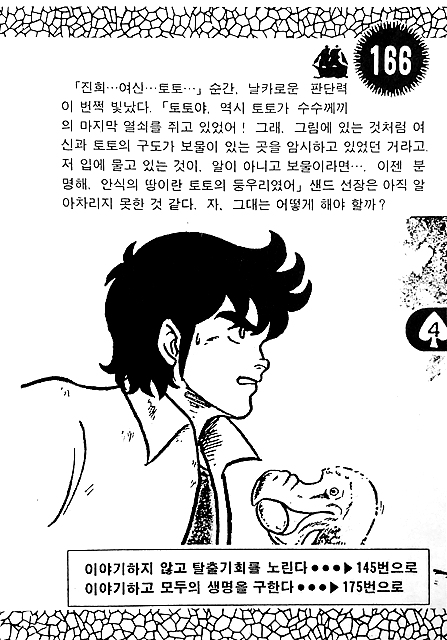 166
「진희…여신…토토…」 순간, 날카로운 판단력
이 번쩍 빛났다. 「토토야, 역시 토토가 수수께끼
의 마지막 열쇠를 쥐고 있었어! 그래, 그림에 있는 것처럼 여
신과 토토의 구도가 보물이 있는 곳을 암시하고 있었던 거라고.
저 입에 물고 있는 것이, 알이 아니고 보물이라면…. 이젠 분
명해. 안식의 땅이란 토토의 둥우리였어」 샌드 선장은 아직 알
아차리지 못한 것 같다. 자, 그대는 어떻게 해야 할까?
4
이야기하지 않고 탈출기회를 노린다●●●▶145번으로
이야기하고 모두의 생명을 구한다●●●▶175번으로